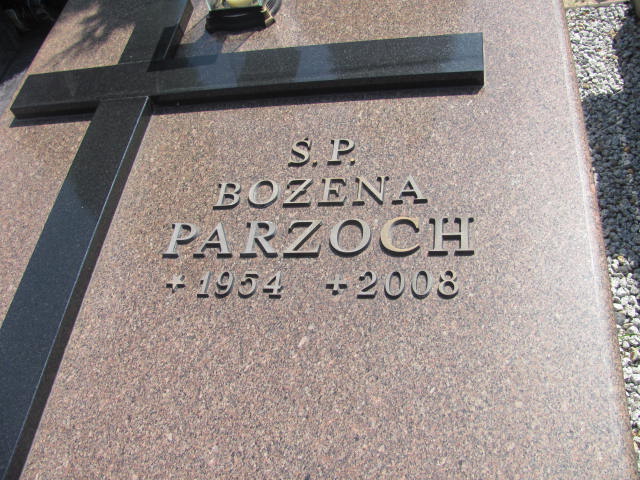 Ś. P.
BOŻENA
PARZOCH
* 1954 + 2008